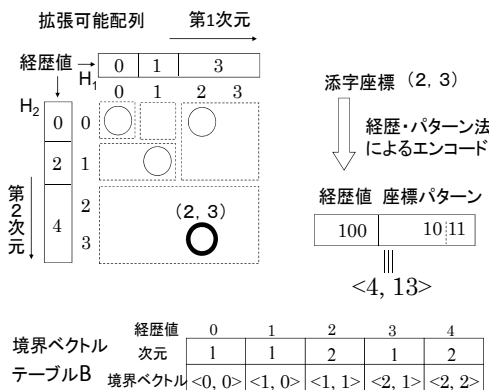 拡張可能配列 第1次元
経歴値
H1 0 1 3
0 1 2 3
H2
0 0
2 1
4 2
3
第2次元
(2, 3)
添字座標 (2, 3)
経歴・パターン法
によるエンコード
経歴値 座標パターン
100 10 11
<4, 13>
境界ベクトル
テーブルB
経歴値 0 1 2 3 4
次元 1 1 2 1 2
境界ベクトル <0, 0> <1, 0> <1, 1> <2, 1> <2, 2>